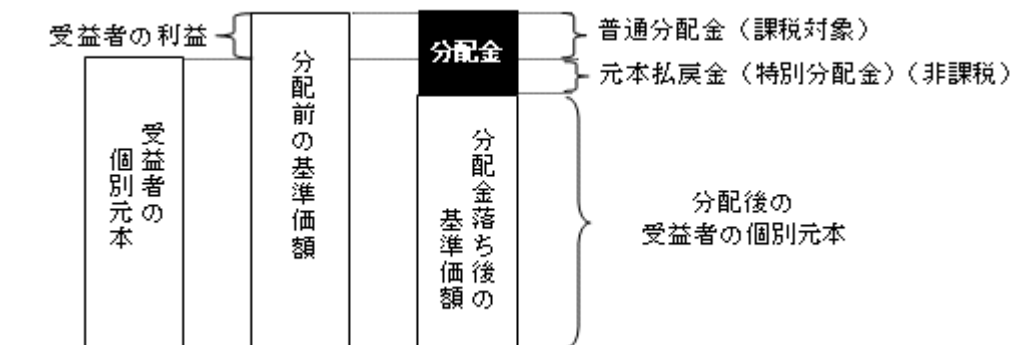 受益者の利益
分配金
普通分配金（課税対象）
元本払戻金（特別分配金）（非課税）
受益者の
個別元本
分配前の基準価額
分配金落ち後の
基準価額
分配後の
受益者の個別元本